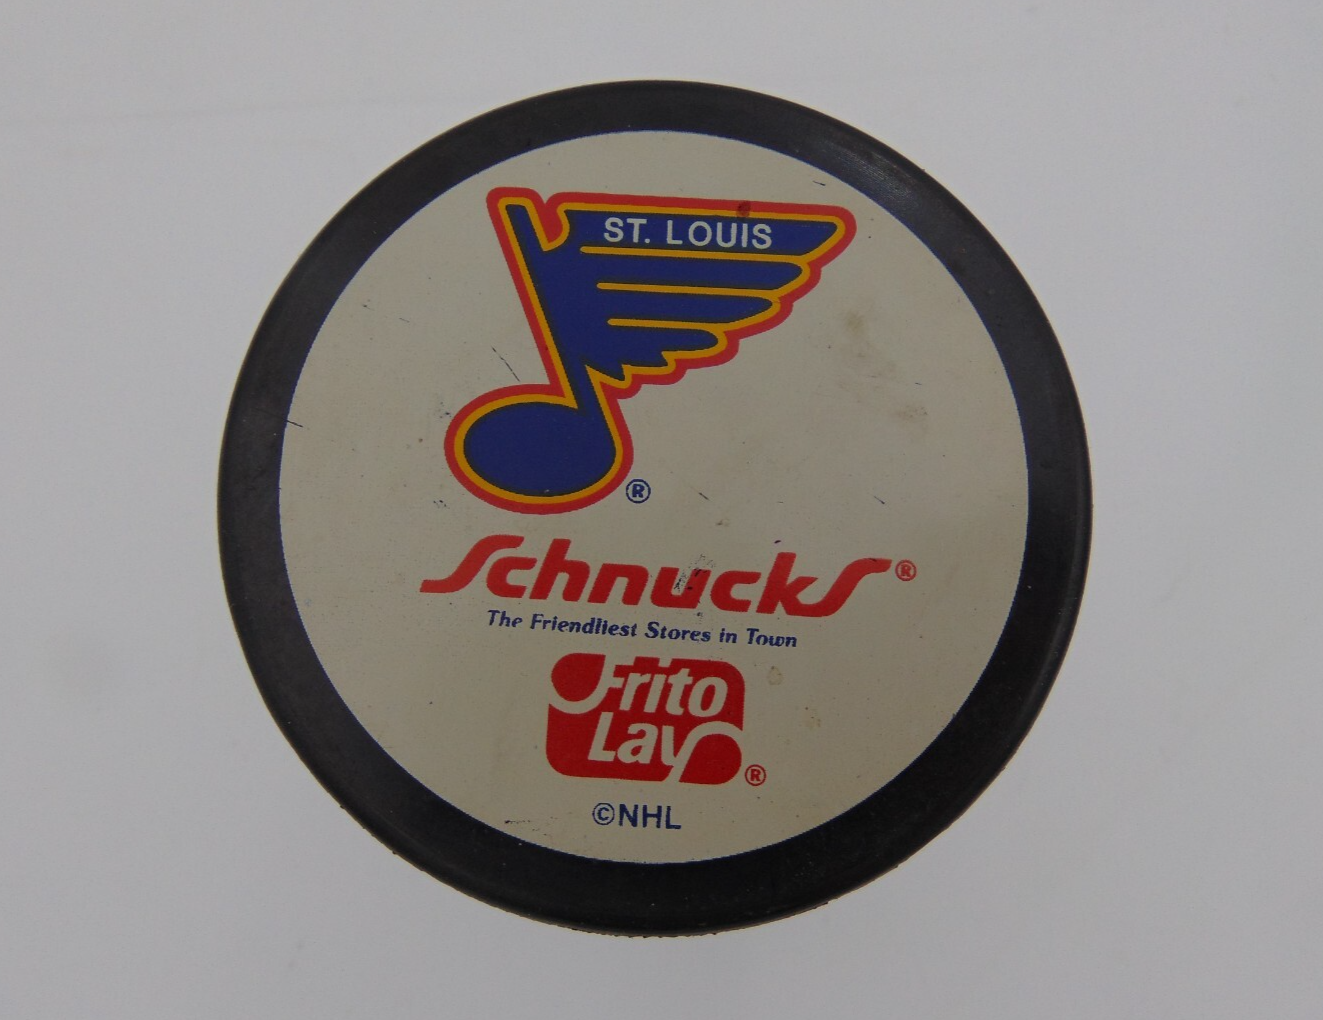 ST. LOUIS
®
Schnucks®
The Friendliest Stores in Town
Frito
Lay®
©NHL